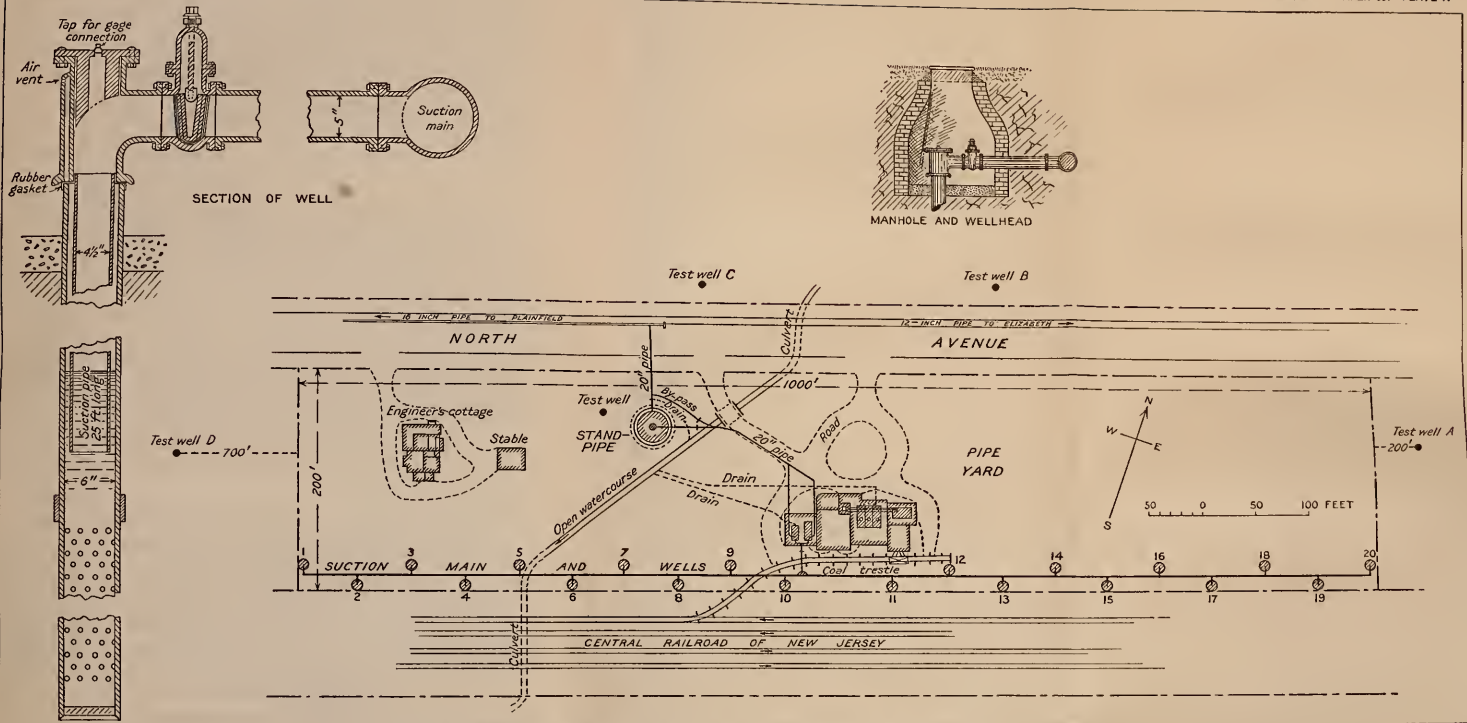 Tap for gage
connection
Air
vent
Rubber
gasket
5"
Suction
main
SECTION OF WELL
4½"
Suction pipe
25 ft. long
6"
MANHOLE AND WELLHEAD
Test well C
Test well B
16 INCH PIPE TO PLAINFIELD
12-INCH PIPE TO ELIZABETH
NORTH
AVENUE
Culvert
20" pipe
1000'
By-pass
Drain
Engineer's cottage
Test well
STAND-
PIPE
Stable
Test well D
700'
200'
20" pipe
Road
PIPE
YARD
N
W
E
S
Test well A
200'
Drain
Drain
Open watercourse
50 0 50 100 FEET
1 3 5 7 9 12 14 16 18 20
SUCTION MAIN AND WELLS
Coal trestle
2 4 6 8 10 11 13 15 17 19
Culvert
CENTRAL RAILROAD OF NEW JERSEY